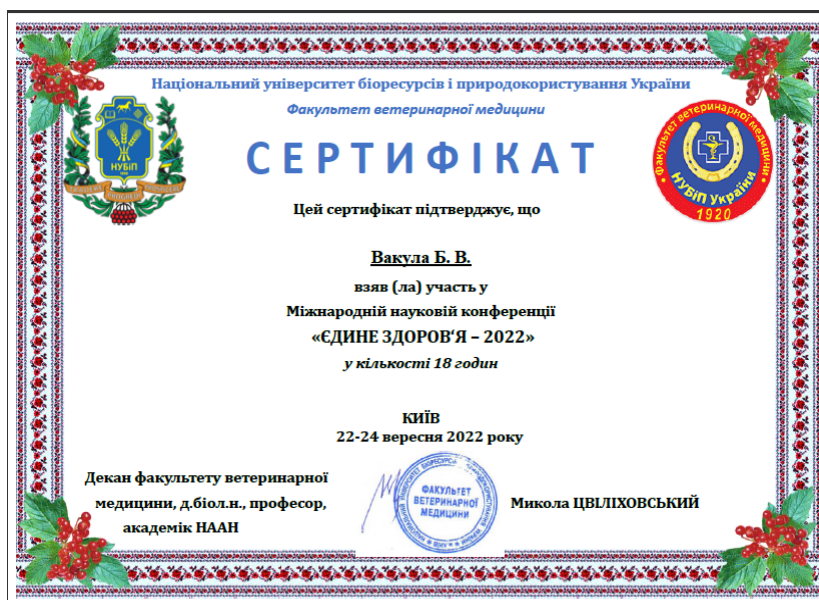 Національний університет біоресурсів і природокористування України
Факультет ветеринарної медицини
СЕРТИФІКАТ
НУБіП
Факультет ветеринарної медицини
НУБіП України
1920
Цей сертифікат підтверджує, що
Вакула Б. В.
взяв (ла) участь у
Міжнародній науковій конференції
«ЄДИНЕ ЗДОРОВ‘Я – 2022»
у кількості 18 годин
КИЇВ
22-24 вересня 2022 року
Декан факультету ветеринарної
медицини, д.біол.н., професор,
академік НААН
ФАКУЛЬТЕТ
ВЕТЕРИНАРНОЇ
МЕДИЦИНИ
Микола ЦВІЛІХОВСЬКИЙ